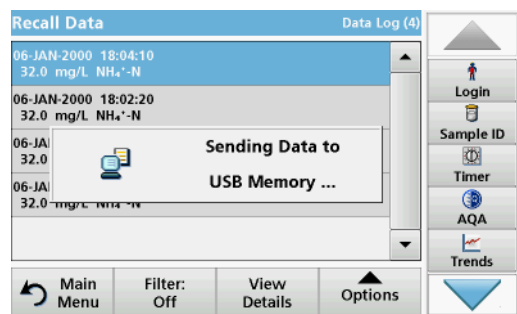 Recall Data
Data Log (4)
06-JAN-2000 18:04:10
32.0 mg/L NH₄⁺-N
06-JAN-2000 18:02:20
32.0 mg/L NH₄⁺-N
06-JA
32.0
06-JA
32.0 mg/L NH₄⁺-N
Sending Data to
USB Memory ...
Login
Sample ID
Timer
AQA
Trends
Main
Menu
Filter:
Off
View
Details
Options